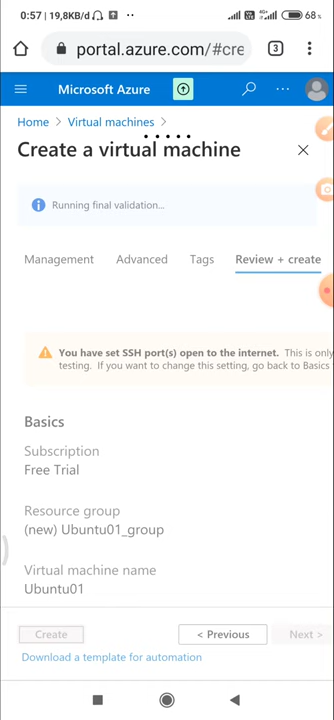 0:57 | 19,8KB/d
68%
portal.azure.com/#cre
3
Microsoft Azure
Home > Virtual machines >
Create a virtual machine
Running final validation...
Management Advanced Tags Review + create
You have set SSH port(s) open to the internet. This is only
testing. If you want to change this setting, go back to Basics
Basics
Subscription
Free Trial
Resource group
(new) Ubuntu01_group
Virtual machine name
Ubuntu01
Create
< Previous
Next >
Download a template for automation